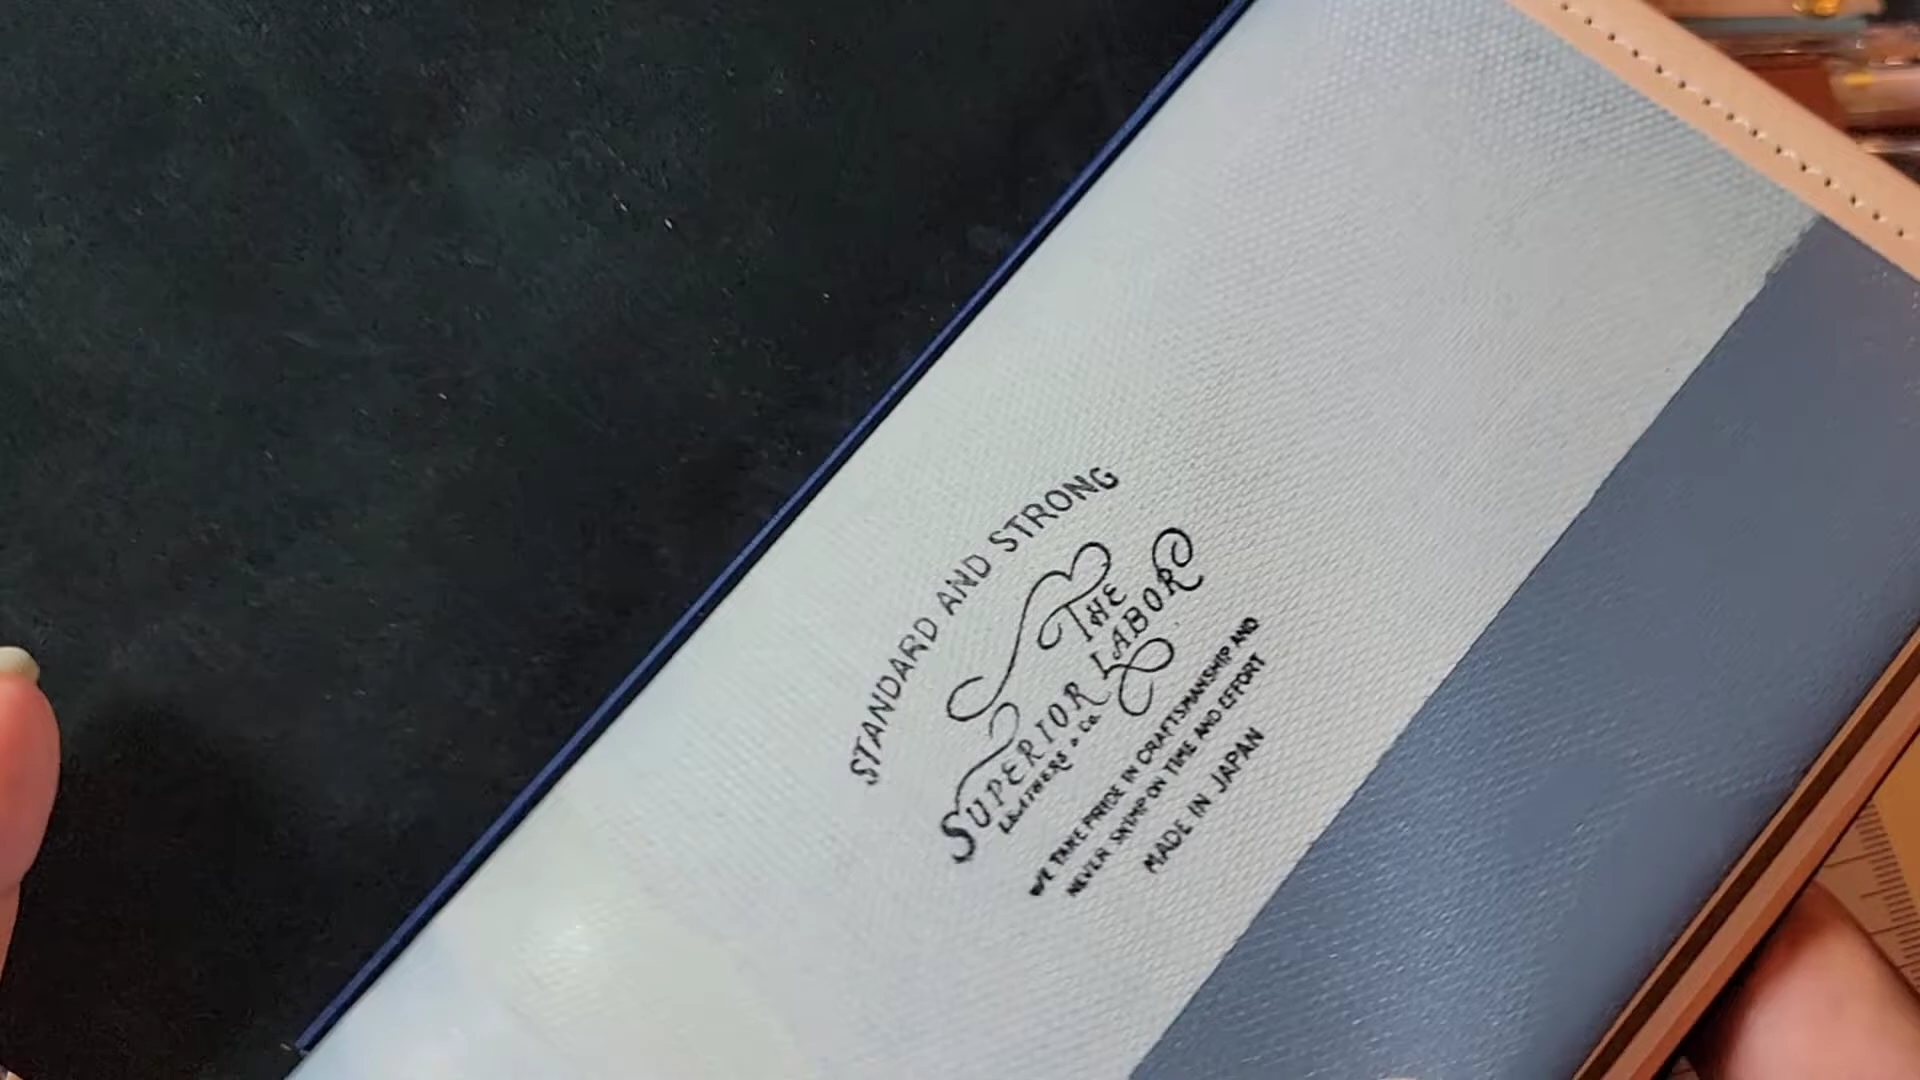 STANDARD AND STRONG
THE
SUPERIOR LABOR
LEATHERS & Co.
WE TAKE PRIDE IN CRAFTSMANSHIP AND
NEVER SKIMP ON TIME AND EFFORT
MADE IN JAPAN